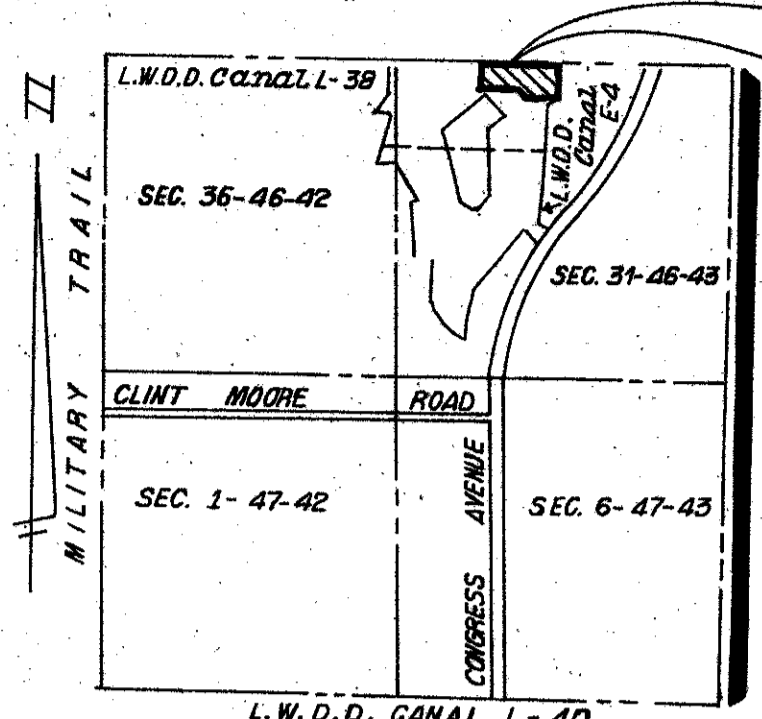 L.W.D.D. Canal L-38
L.W.D.D.
Canal
E-4
MILITARY TRAIL
SEC. 36-46-42
SEC. 31-46-43
CLINT MOORE ROAD
SEC. 1-47-42
CONGRESS AVENUE
SEC. 6-47-43
L.W.D.D. CANAL L-40